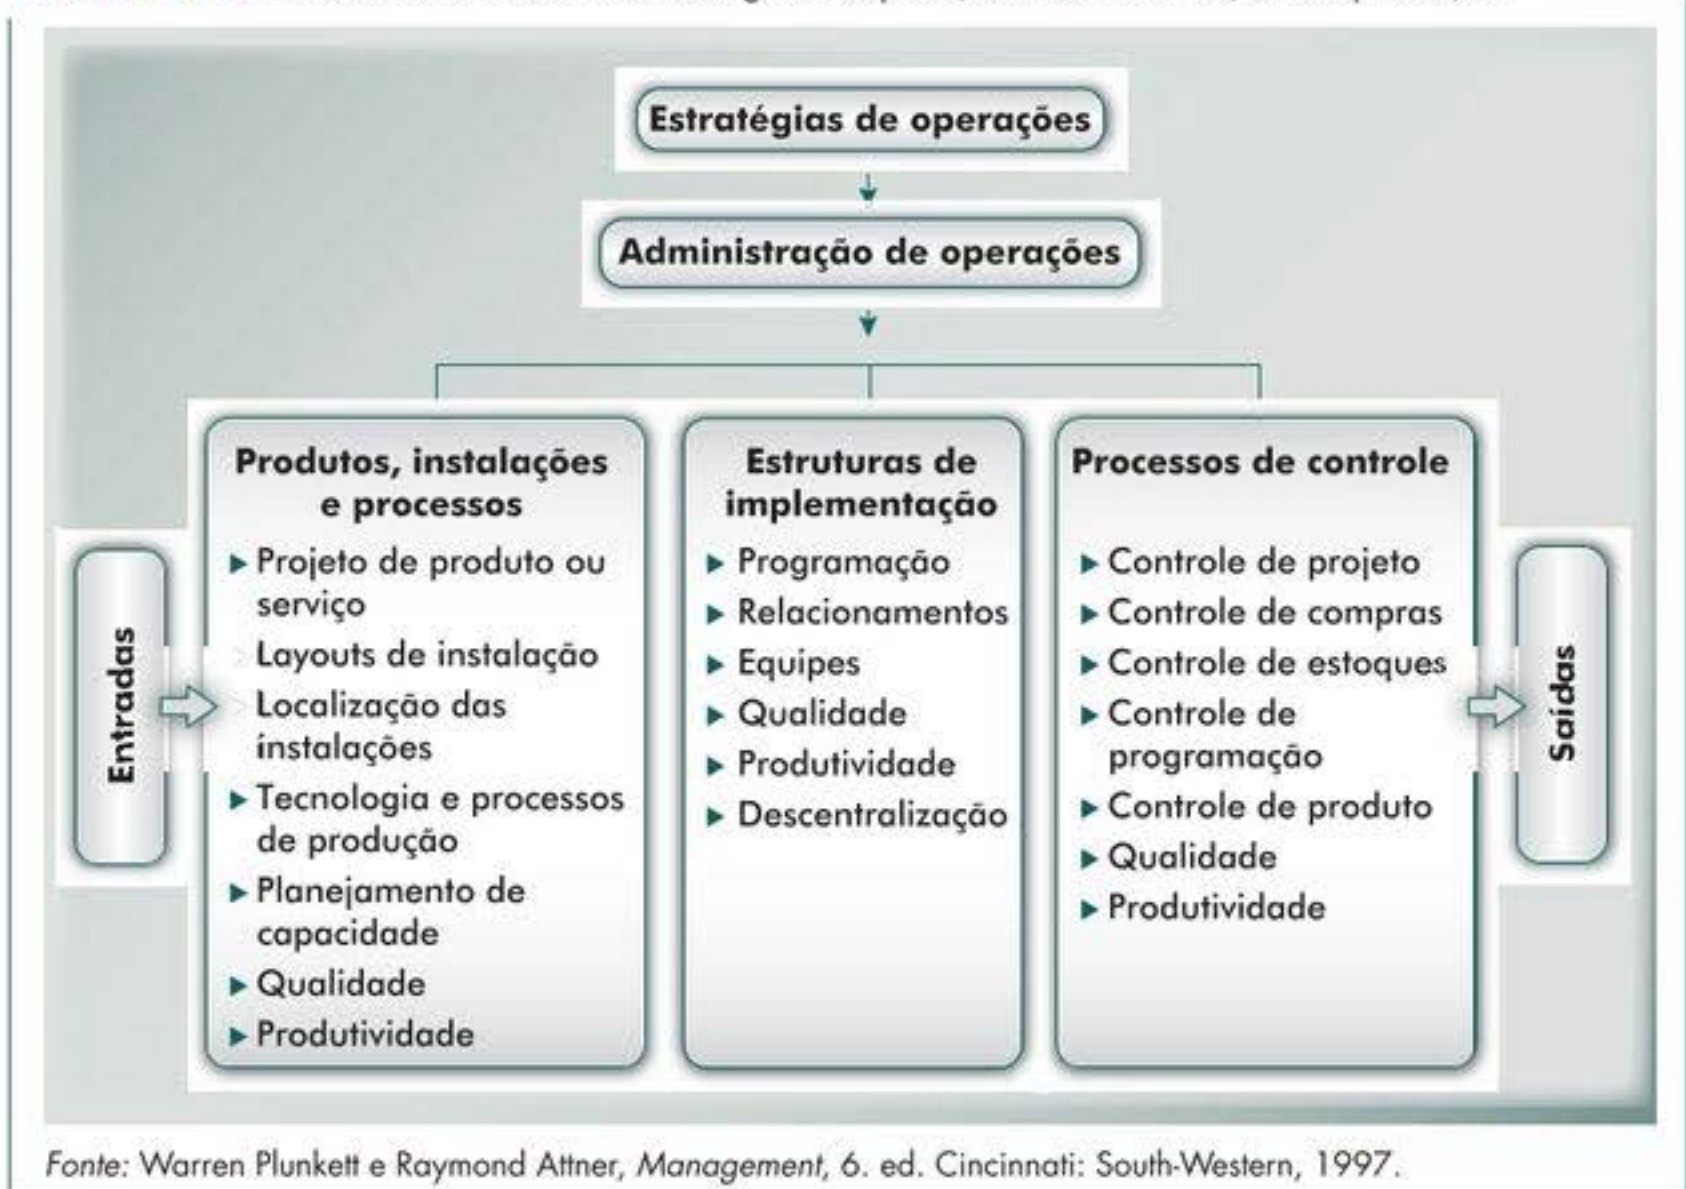 Estratégias de operações
Administração de operações
Produtos, instalações
e processos
Projeto de produto ou
serviço
Layouts de instalação
Localização das
instalações
Tecnologia e processos
de produção
Planejamento de
capacidade
Qualidade
Produtividade
Estruturas de
implementação
Programação
Relacionamentos
Equipes
Qualidade
Produtividade
Descentralização
Processos de controle
Controle de projeto
Controle de compras
Controle de estoques
Controle de
programação
Controle de produto
Qualidade
Produtividade
Entradas
Saídas
Fonte: Warren Plunkett e Raymond Attner, Management, 6. ed. Cincinnati: South-Western, 1997.